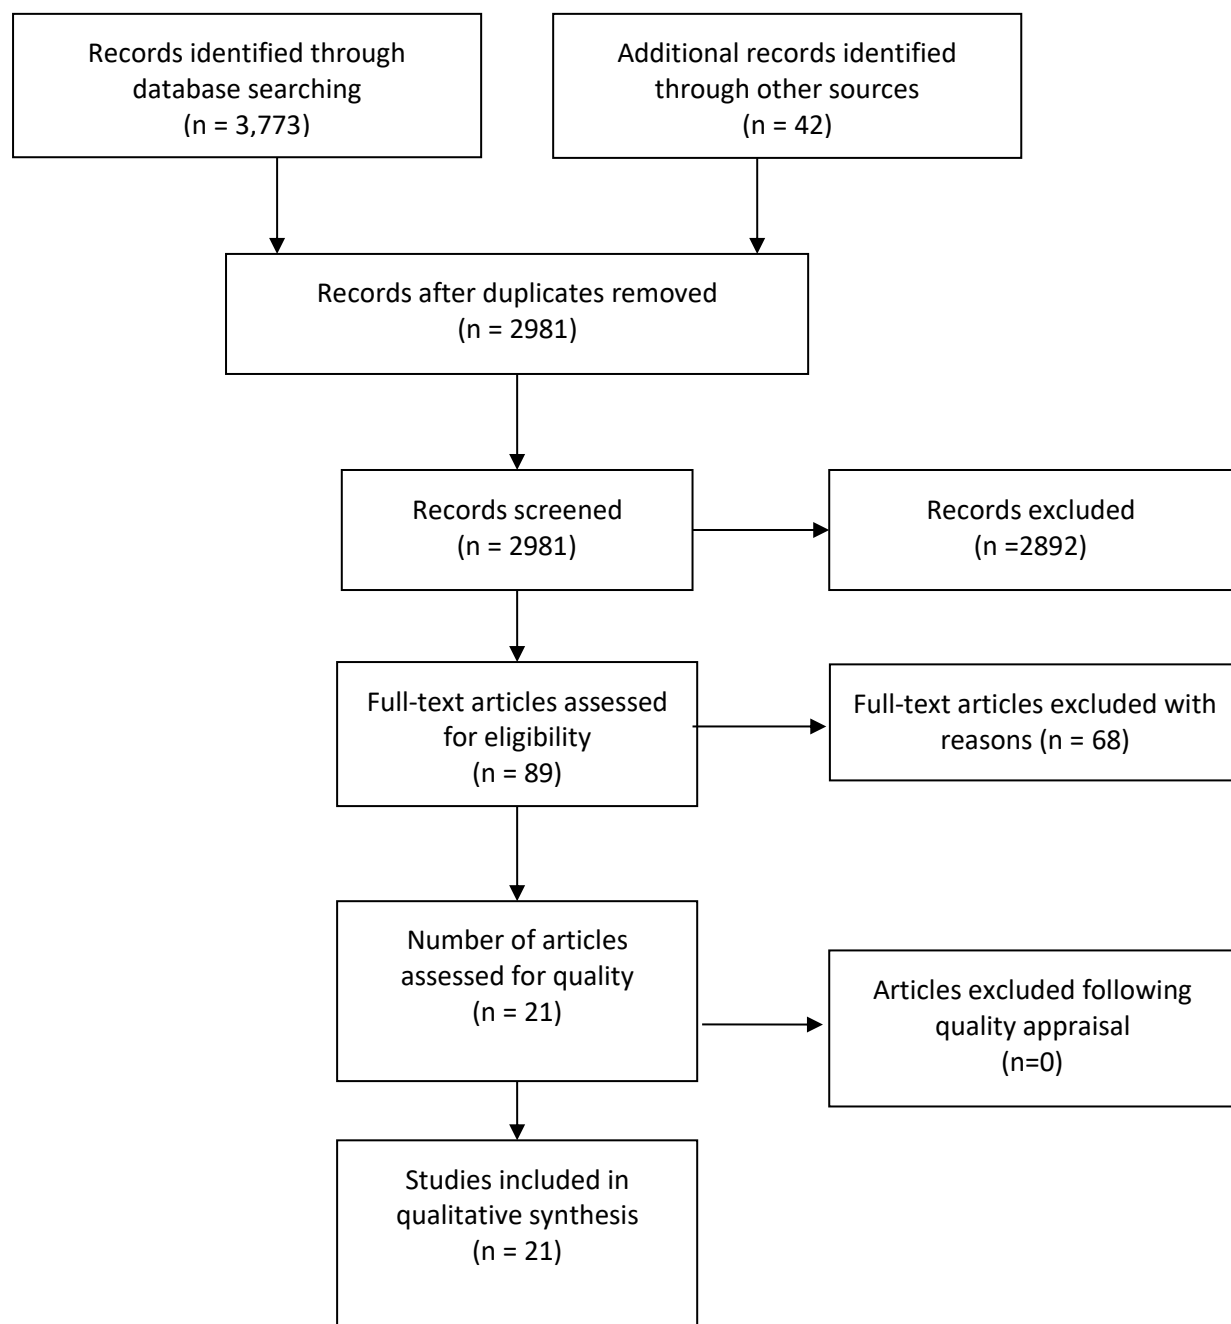 Records identified through
database searching
(n = 3,773)
Additional records identified
through other sources
(n = 42)
Records after duplicates removed
(n = 2981)
Records screened
(n = 2981)
Records excluded
(n =2892)
Full-text articles assessed
for eligibility
(n = 89)
Full-text articles excluded with
reasons (n = 68)
Number of articles
assessed for quality
(n = 21)
Articles excluded following
quality appraisal
(n=0)
Studies included in
qualitative synthesis
(n = 21)